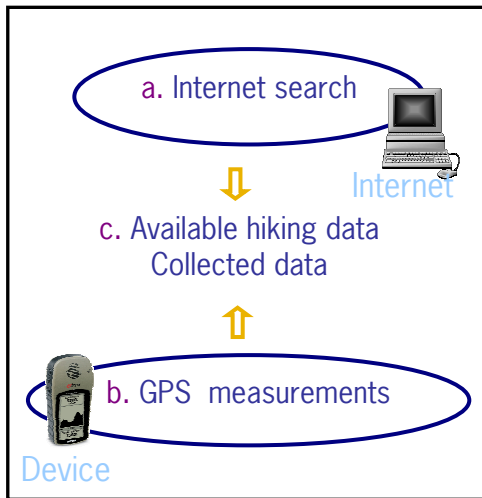 a. Internet search
Internet
c. Available hiking data
Collected data
b. GPS measurements
Device